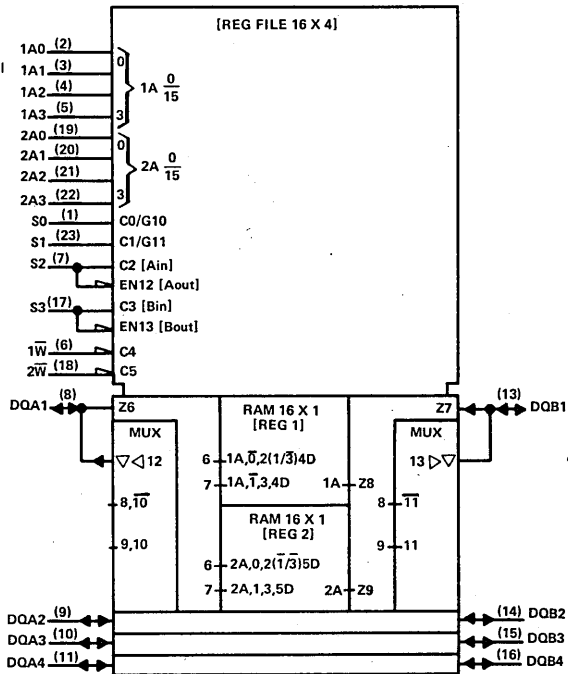 [REG FILE 16 X 4]
1A0 (2) 0
1A1 (3)
1A2 (4) 1A 0/15
1A3 (5) 3
2A0 (19) 0
2A1 (20)
2A2 (21) 2A 0/15
2A3 (22) 3
S0 (1) C0/G10
S1 (23) C1/G11
S2 (7) C2 [Ain]
EN12 [Aout]
S3 (17) C3 [Bin]
EN13 [Bout]
1W̅ (6) C4
2W̅ (18) C5
DQA1 (8) Z6 RAM 16 X 1 Z7 (13) DQB1
[REG 1]
MUX MUX
▽◁ 12 6 1A,0̅,2(1/3̅)4D 13 ▷▽
7 1A,1̅,3,4D 1A Z8
8,1̅0̅ 8 1̅1̅
RAM 16 X 1
[REG 2]
9,10 9 11
6 2A,0,2(1̅/3̅)5D
7 2A,1,3,5D 2A Z9
DQA2 (9) (14) DQB2
DQA3 (10) (15) DQB3
DQA4 (11) (16) DQB4